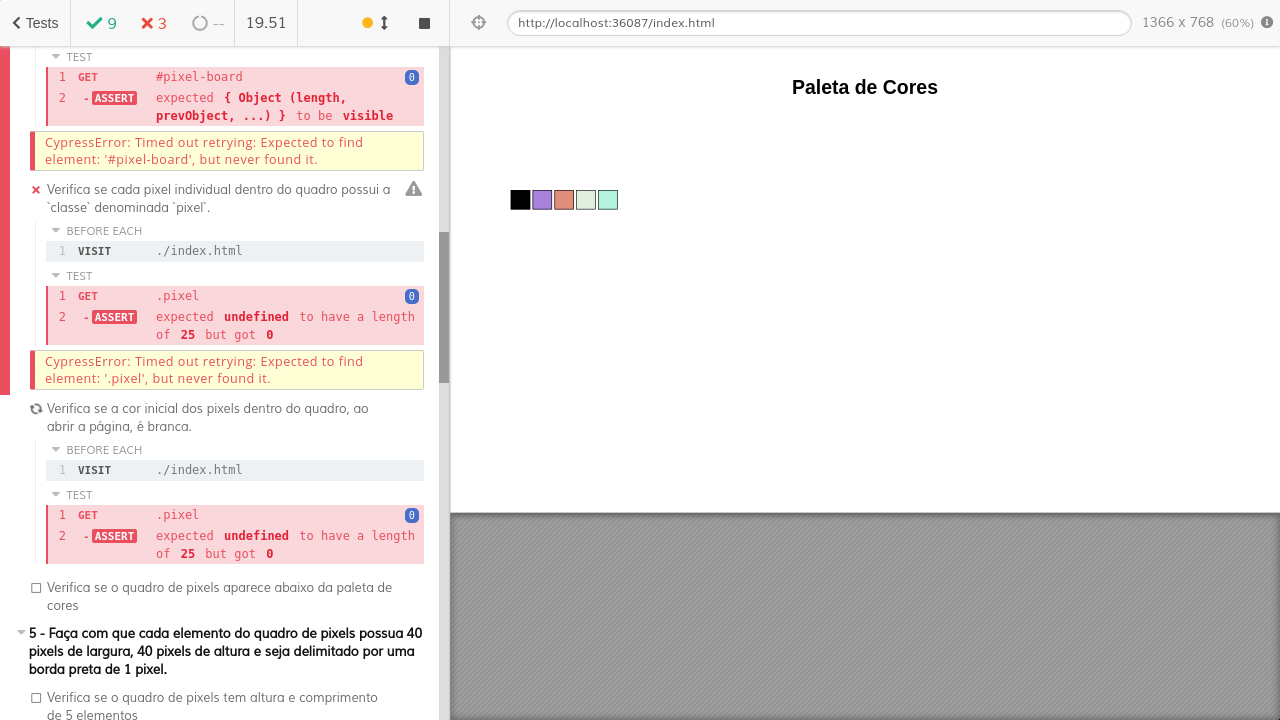 Tests
9
3
--
19.51
http://localhost:36087/index.html
1366 x 768 (60%)
TEST
1 GET #pixel-board 0
2 -ASSERT expected { Object (length,
prevObject, ...) } to be visible
CypressError: Timed out retrying: Expected to find
element: '#pixel-board', but never found it.
Verifica se cada pixel individual dentro do quadro possui a
`classe` denominada `pixel`.
BEFORE EACH
1 VISIT ./index.html
TEST
1 GET .pixel 0
2 -ASSERT expected undefined to have a length
of 25 but got 0
CypressError: Timed out retrying: Expected to find
element: '.pixel', but never found it.
Verifica se a cor inicial dos pixels dentro do quadro, ao
abrir a página, é branca.
BEFORE EACH
1 VISIT ./index.html
TEST
1 GET .pixel 0
2 -ASSERT expected undefined to have a length
of 25 but got 0
Verifica se o quadro de pixels aparece abaixo da paleta de
cores
5 - Faça com que cada elemento do quadro de pixels possua 40
pixels de largura, 40 pixels de altura e seja delimitado por uma
borda preta de 1 pixel.
Verifica se o quadro de pixels tem altura e comprimento
de 5 elementos
Paleta de Cores